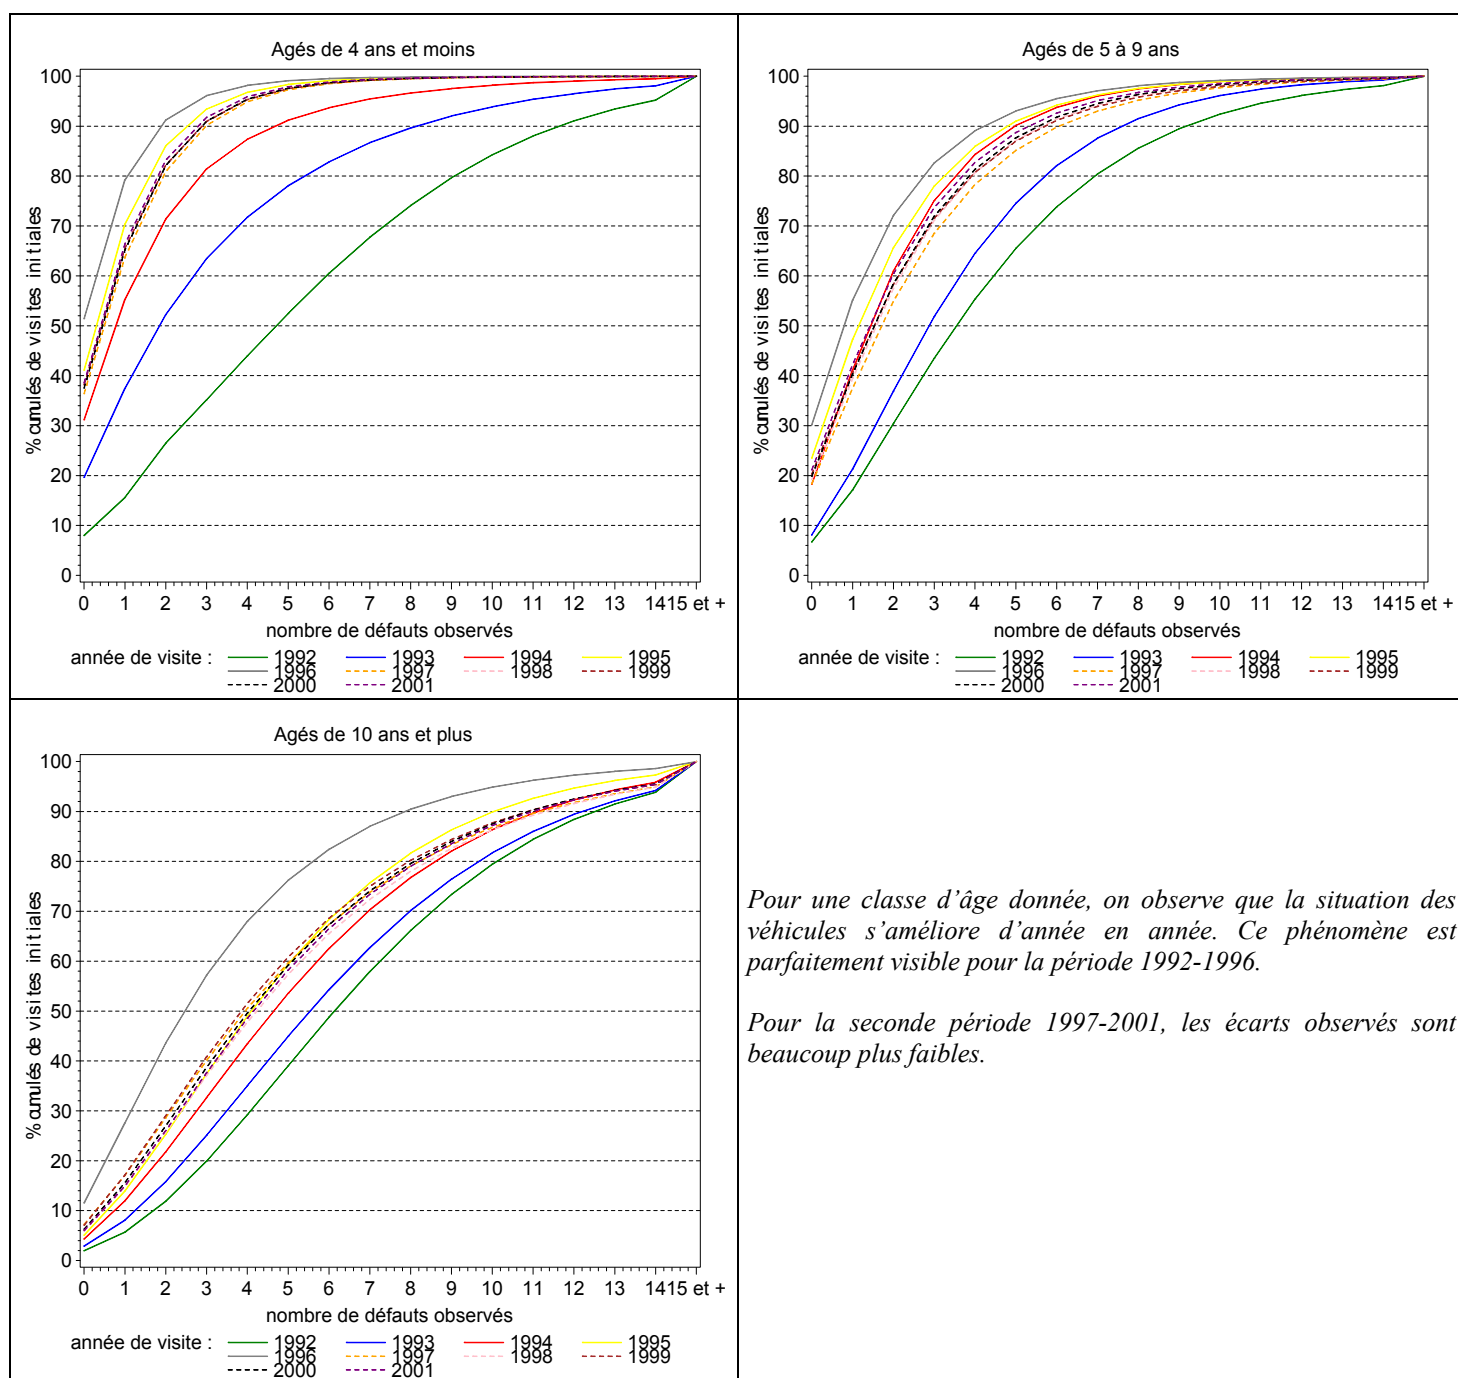 Agés de 4 ans et moins
% cumulés de visites initiales
100
90
80
70
60
50
40
30
20
10
0
0 1 2 3 4 5 6 7 8 9 10 11 12 13 14 15 et +
nombre de défauts observés
année de visite : 1992 1993 1994 1995
1996 1997 1998 1999
2000 2001
Agés de 5 à 9 ans
% cumulés de visites initiales
100
90
80
70
60
50
40
30
20
10
0
0 1 2 3 4 5 6 7 8 9 10 11 12 13 14 15 et +
nombre de défauts observés
année de visite : 1992 1993 1994 1995
1996 1997 1998 1999
2000 2001
Agés de 10 ans et plus
% cumulés de visites initiales
100
90
80
70
60
50
40
30
20
10
0
0 1 2 3 4 5 6 7 8 9 10 11 12 13 14 15 et +
nombre de défauts observés
année de visite : 1992 1993 1994 1995
1996 1997 1998 1999
2000 2001
Pour une classe d’âge donnée, on observe que la situation des
véhicules s’améliore d’année en année. Ce phénomène est
parfaitement visible pour la période 1992-1996.
Pour la seconde période 1997-2001, les écarts observés sont
beaucoup plus faibles.